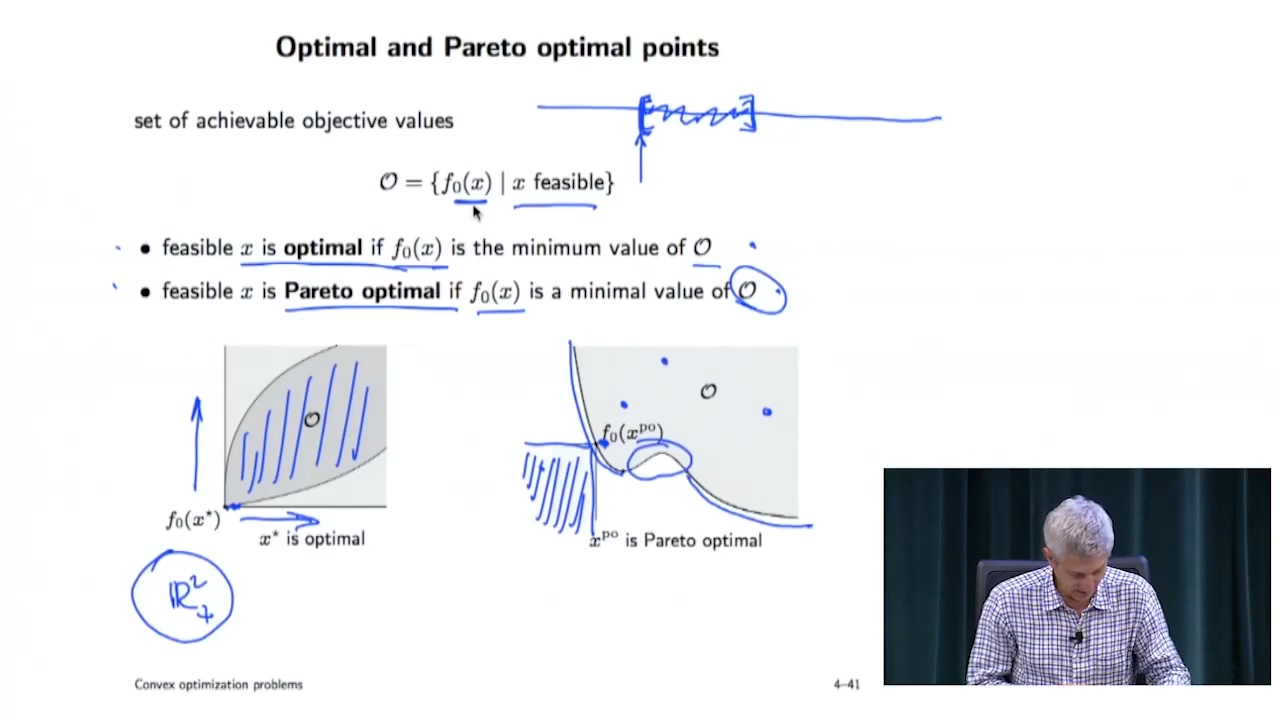 Optimal and Pareto optimal points
set of achievable objective values
𝒪 = {f₀(x) | x feasible}
• feasible x is optimal if f₀(x) is the minimum value of 𝒪
• feasible x is Pareto optimal if f₀(x) is a minimal value of 𝒪
𝒪
f₀(x⋆)
x⋆ is optimal
𝒪
f₀(xᵖᵒ)
xᵖᵒ is Pareto optimal
ℝ²₊
Convex optimization problems
4–41